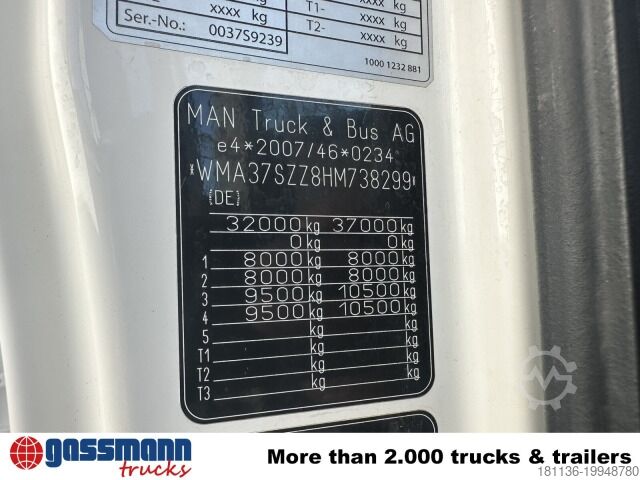 xxxx kg T1- xxxx kg
Ser.-No.: 0037S9239 T2- xxxx kg
1000 1232 881
MAN Truck & Bus AG
e4*2007/46*0234
*WMA37SZZ8HM738299*
(DE)
32000 kg 37000 kg
0 kg 0 kg
1 8000 kg 8000 kg
2 8000 kg 8000 kg
3 9500 kg 10500 kg
4 9500 kg 10500 kg
5 kg kg
T1 kg kg
T2 kg kg
T3 kg kg
gassmann
trucks
More than 2.000 trucks & trailers
181136-19948780